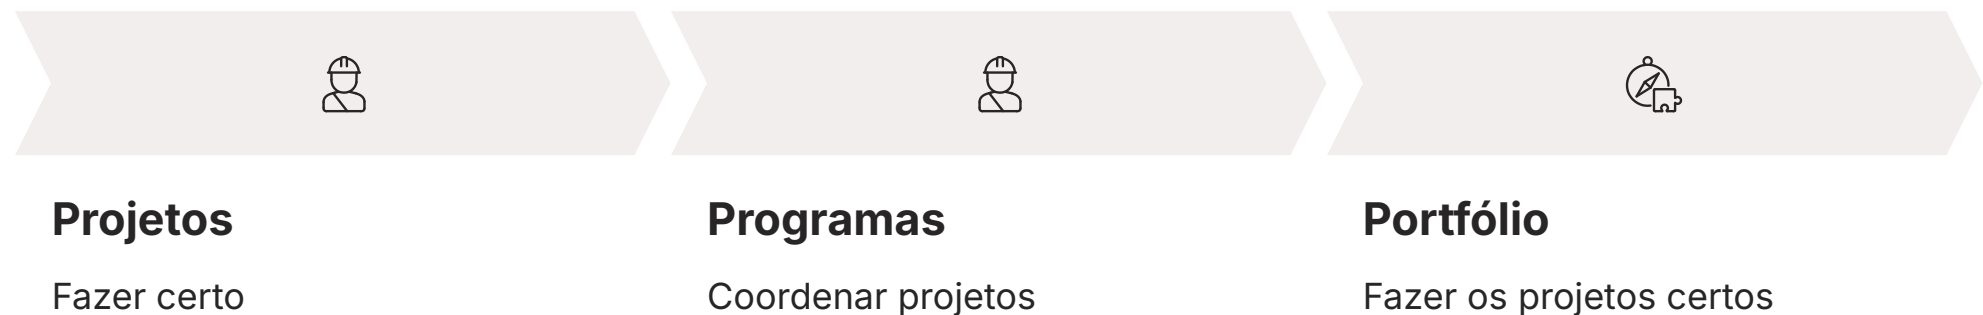 Projetos
Fazer certo
Programas
Coordenar projetos
Portfólio
Fazer os projetos certos